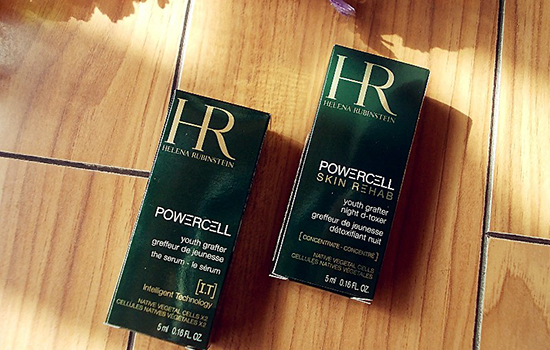 HR
HELENA RUBINSTEIN
POWERCELL
youth grafter
greffeur de jeunesse
the serum - le sérum
[I.T]
Intelligent Technology
NATIVE VEGETAL CELLS X2
CELLULES NATIVES VÉGÉTALES X2
5 ml 0.16 FL. OZ
HR
HELENA RUBINSTEIN
POWERCELL
SKIN REHAB
youth grafter
night d-toxer
greffeur de jeunesse
détoxifiant nuit
[CONCENTRATE - CONCENTRÉ]
NATIVE VEGETAL CELLS
CELLULES NATIVES VÉGÉTALES
5 ml 0.16 FL. OZ